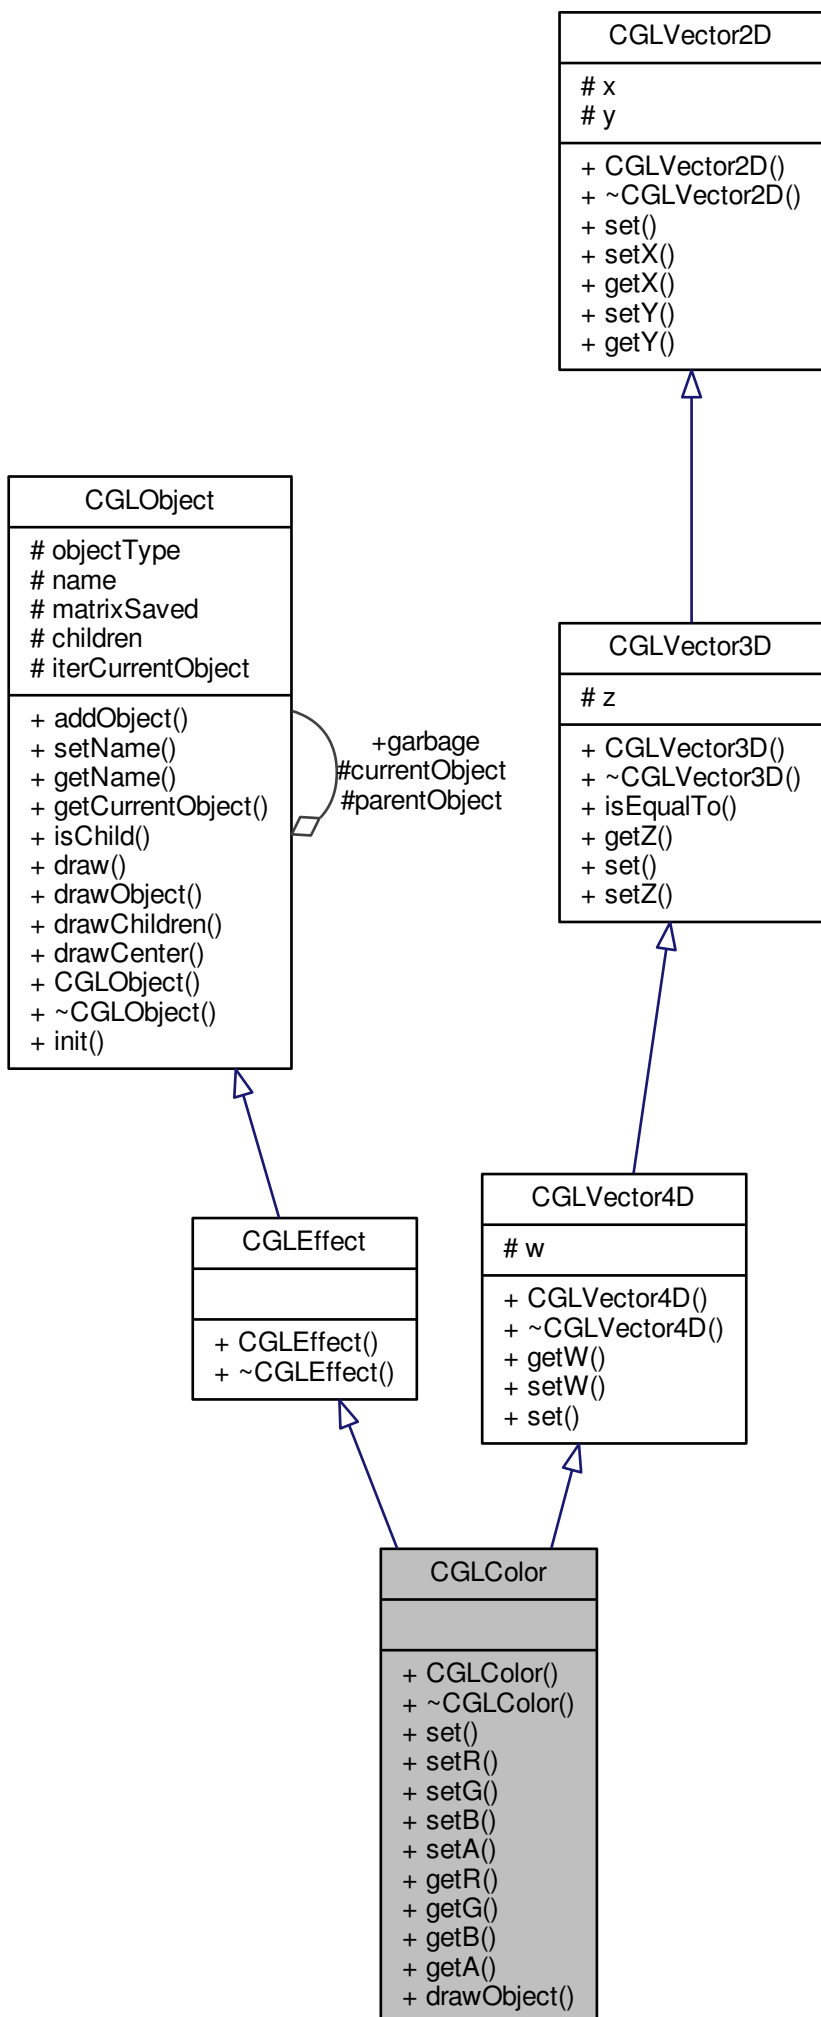 CGLVector2D
# x
# y
+ CGLVector2D()
+ ~CGLVector2D()
+ set()
+ setX()
+ getX()
+ setY()
+ getY()
CGLObject
# objectType
# name
# matrixSaved
# children
# iterCurrentObject
+ addObject()
+ setName()
+ getName()
+ getCurrentObject()
+ isChild()
+ draw()
+ drawObject()
+ drawChildren()
+ drawCenter()
+ CGLObject()
+ ~CGLObject()
+ init()
+garbage
#currentObject
#parentObject
CGLVector3D
# z
+ CGLVector3D()
+ ~CGLVector3D()
+ isEqualTo()
+ getZ()
+ set()
+ setZ()
CGLEffect
+ CGLEffect()
+ ~CGLEffect()
CGLVector4D
# w
+ CGLVector4D()
+ ~CGLVector4D()
+ getW()
+ setW()
+ set()
CGLColor
+ CGLColor()
+ ~CGLColor()
+ set()
+ setR()
+ setG()
+ setB()
+ setA()
+ getR()
+ getG()
+ getB()
+ getA()
+ drawObject()